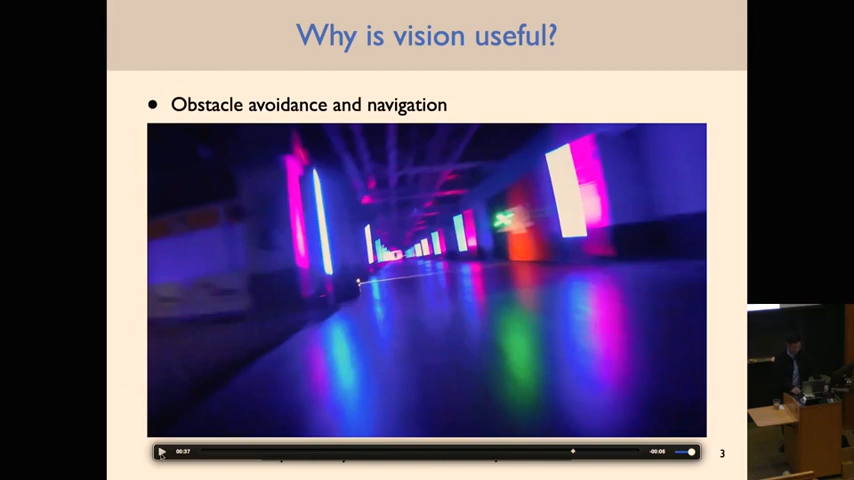 Why is vision useful?
• Obstacle avoidance and navigation
00:37
-00:06
3